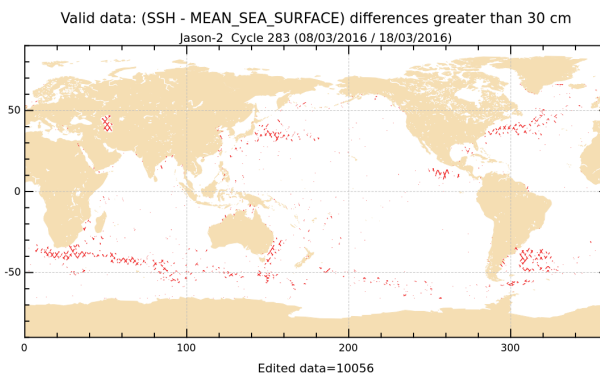 Valid data: (SSH - MEAN_SEA_SURFACE) differences greater than 30 cm
Jason-2 Cycle 283 (08/03/2016 / 18/03/2016)
50
0
-50
0 100 200 300
Edited data=10056